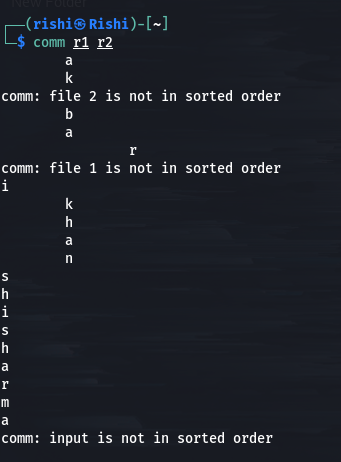 New Folder
┌──(rishi㉿Rishi)-[~]
└─$ comm r1 r2
        a
        k
comm: file 2 is not in sorted order
        b
        a
                r
comm: file 1 is not in sorted order
i
        k
        h
        a
        n
s
h
i
s
h
a
r
m
a
comm: input is not in sorted order